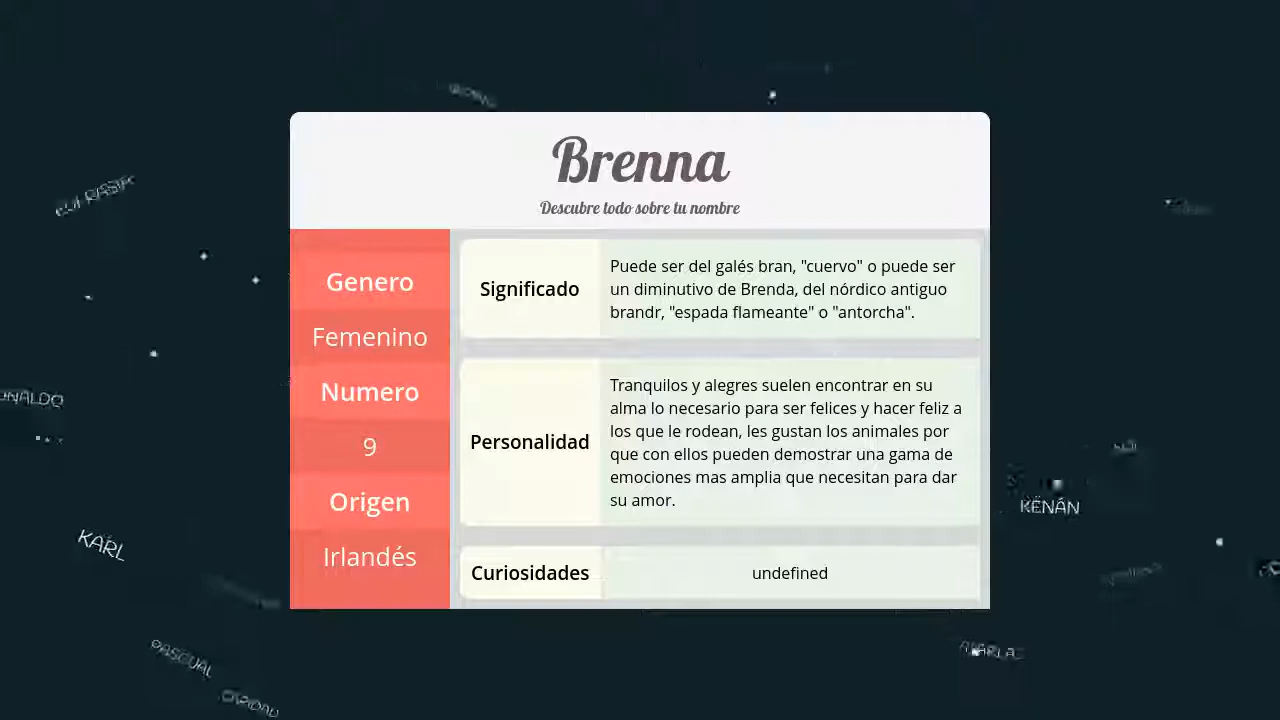 Brenna
Descubre todo sobre tu nombre
Genero
Femenino
Numero
9
Origen
Irlandés
Significado
Puede ser del galés bran, "cuervo" o puede ser
un diminutivo de Brenda, del nórdico antiguo
brandr, "espada flameante" o "antorcha".
Personalidad
Tranquilos y alegres suelen encontrar en su
alma lo necesario para ser felices y hacer feliz a
los que le rodean, les gustan los animales por
que con ellos pueden demostrar una gama de
emociones mas amplia que necesitan para dar
su amor.
Curiosidades
undefined
KARL
PASCUAL
KENÁN